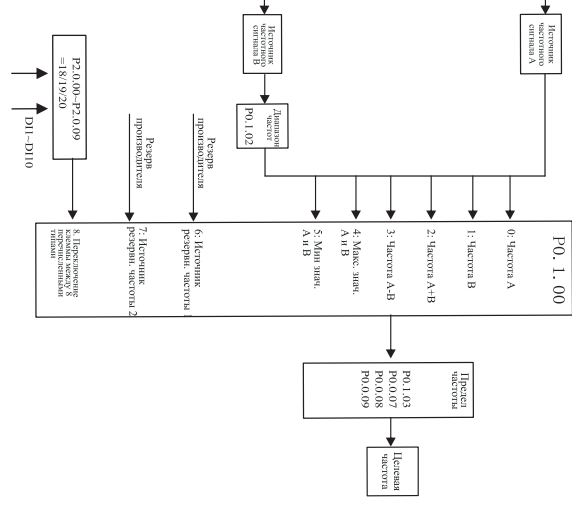 Источник
частотного
сигнала A
Источник
частотного
сигнала B
Диапазон
частот
P0.1.02
P0. 1. 00
0: Частота A
1: Частота B
2: Частота A+B
3: Частота A-B
4: Макс. знач.
A и B
5: Мин знач.
A и B
Резерв
производителя
6: Источник
резервн. частоты 1
Резерв
производителя
7: Источник
резервн. частоты 2
P2.0.00~P2.0.09
=18/19/20
DI1~DI10
8. Переключение
клеммы между 8
перечисленными
типами
Предел
частоты
P0.1.03
P0.0.07
P0.0.08
P0.0.09
Целевая
частота